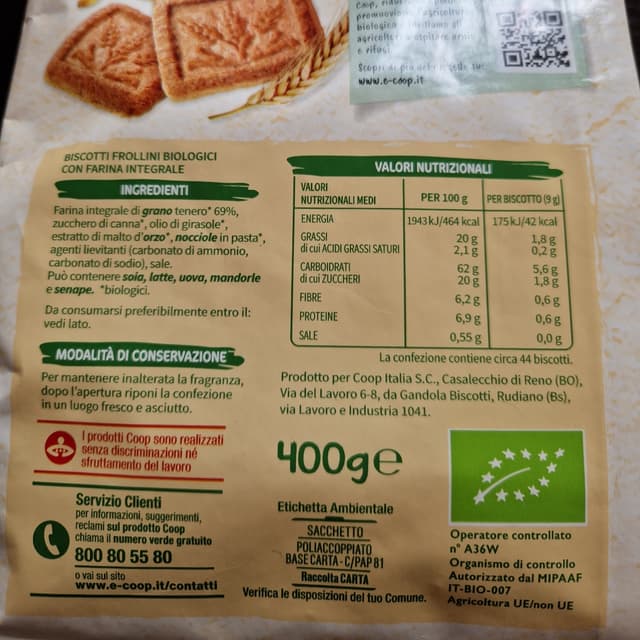 www.e-coop.it
BISCOTTI FROLLINI BIOLOGICI
CON FARINA INTEGRALE
INGREDIENTI
Farina integrale di grano tenero* 69%,
zucchero di canna*, olio di girasole*,
estratto di malto d'orzo*, nocciole in pasta*,
agenti lievitanti (carbonato di ammonio,
carbonato di sodio), sale.
Può contenere soia, latte, uova, mandorle
e senape. *biologici.
Da consumarsi preferibilmente entro il:
vedi lato.
MODALITÀ DI CONSERVAZIONE
Per mantenere inalterata la fragranza,
dopo l'apertura riponi la confezione
in un luogo fresco e asciutto.
I prodotti Coop sono realizzati
senza discriminazioni né
sfruttamento del lavoro
Servizio Clienti
per informazioni, suggerimenti,
reclami sul prodotto Coop
chiama il numero verde gratuito
800 80 55 80
o vai sul sito
www.e-coop.it/contatti
VALORI NUTRIZIONALI
VALORI
NUTRIZIONALI MEDI PER 100 g PER BISCOTTO (9 g)
ENERGIA 1943 kJ/464 kcal 175 kJ/42 kcal
GRASSI 20 g 1,8 g
di cui ACIDI GRASSI SATURI 2,1 g 0,2 g
CARBOIDRATI 62 g 5,6 g
di cui ZUCCHERI 20 g 1,8 g
FIBRE 6,2 g 0,6 g
PROTEINE 6,9 g 0,6 g
SALE 0,55 g 0,0 g
La confezione contiene circa 44 biscotti.
Prodotto per Coop Italia S.C., Casalecchio di Reno (BO),
Via del Lavoro 6-8, da Gandola Biscotti, Rudiano (Bs),
via Lavoro e Industria 1041.
400g e
Etichetta Ambientale
SACCHETTO
POLIACCOPPIATO
BASE CARTA - C/PAP 81
Raccolta CARTA
Verifica le disposizioni del tuo Comune.
Operatore controllato
n° A36W
Organismo di controllo
Autorizzato dal MIPAAF
IT-BIO-007
Agricoltura UE/non UE